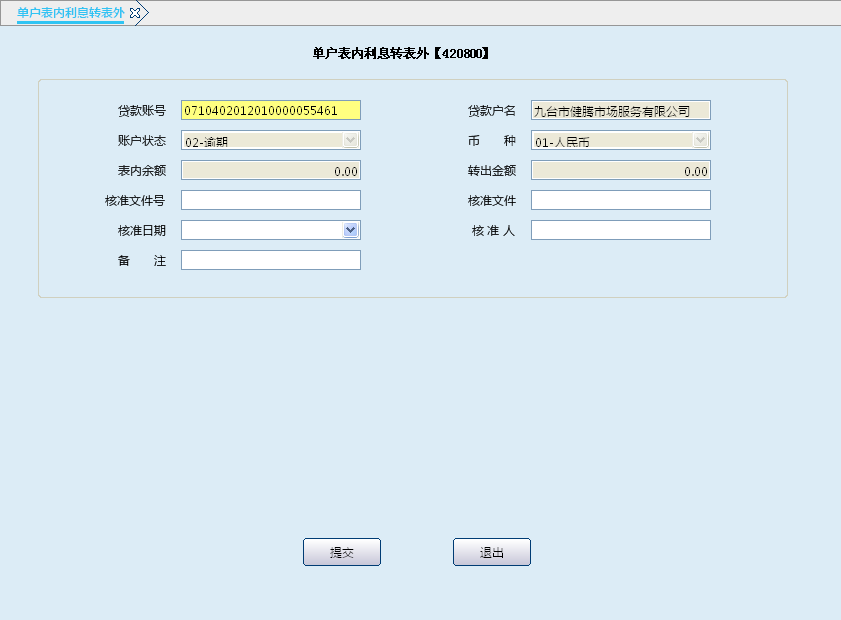 单户表内利息转表外
单户表内利息转表外【420800】
贷款账号 0710402012010000055461 贷款户名 九台市健腾市场服务有限公司
账户状态 02-逾期 币 种 01-人民币
表内余额 0.00 转出金额 0.00
核准文件号 核准文件
核准日期 核 准 人
备 注
提交 退出